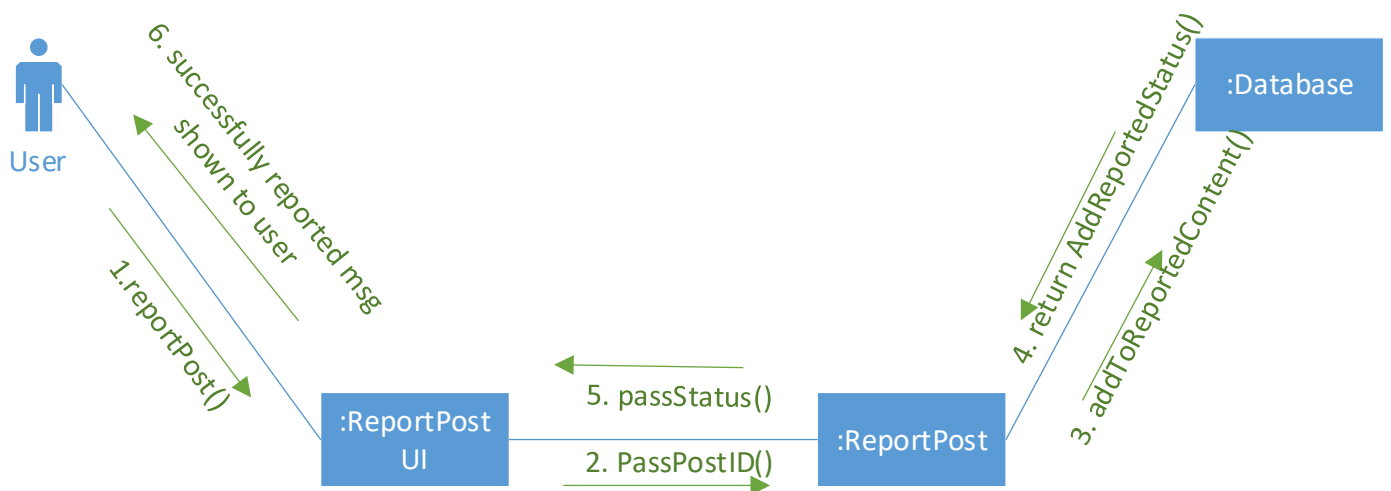 User
6. successfully reported msg
shown to user
1.reportPost()
:ReportPost
UI
5. passStatus()
2. PassPostID()
:ReportPost
4. return AddReportedStatus()
3. addToReportedContent()
:Database